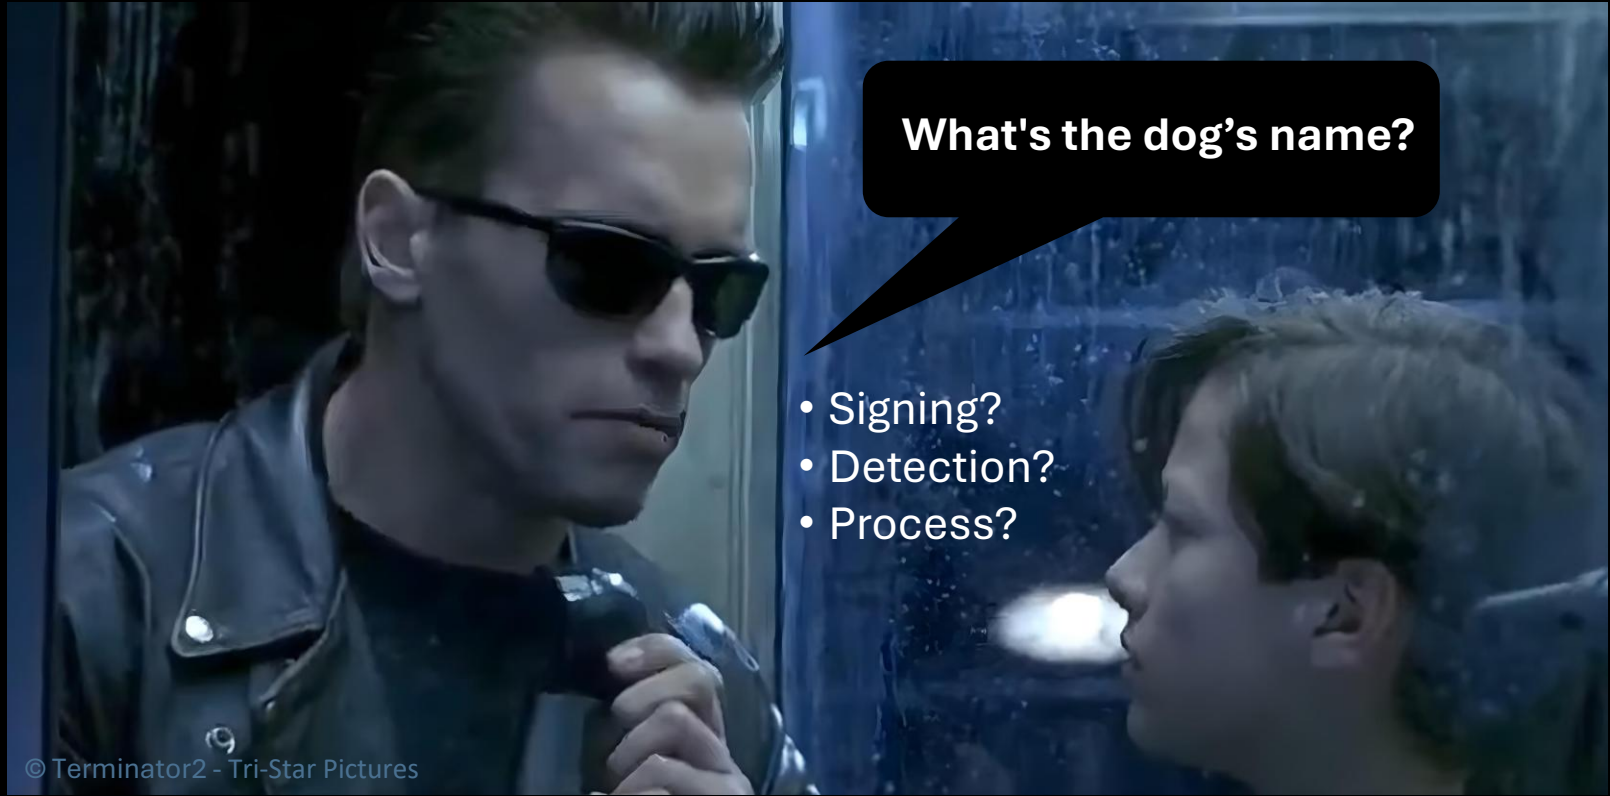 What's the dog’s name?
• Signing?
• Detection?
• Process?
© Terminator2 - Tri-Star Pictures